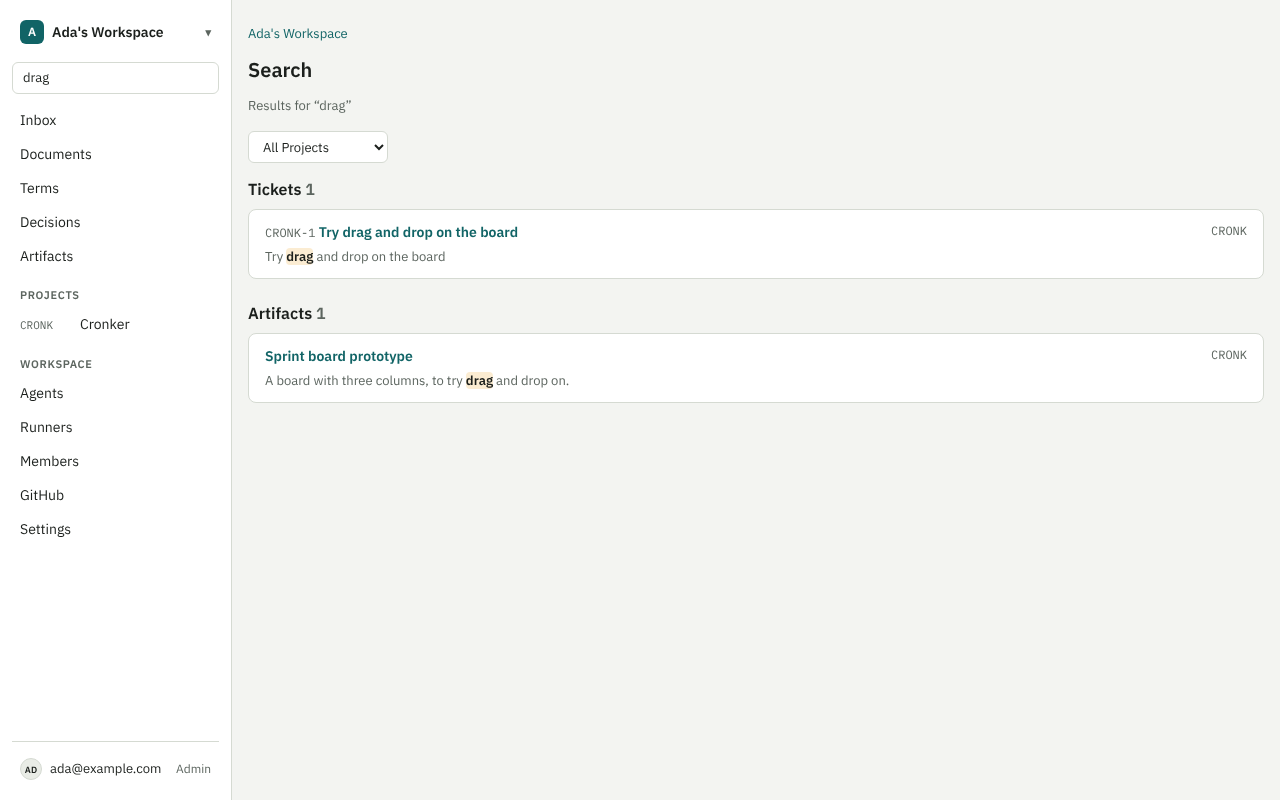 A Ada's Workspace ▾
drag
Inbox
Documents
Terms
Decisions
Artifacts
PROJECTS
CRONK Cronker
WORKSPACE
Agents
Runners
Members
GitHub
Settings
AD ada@example.com Admin
Ada's Workspace
Search
Results for “drag”
All Projects
Tickets 1
CRONK-1 Try drag and drop on the board CRONK
Try drag and drop on the board
Artifacts 1
Sprint board prototype CRONK
A board with three columns, to try drag and drop on.